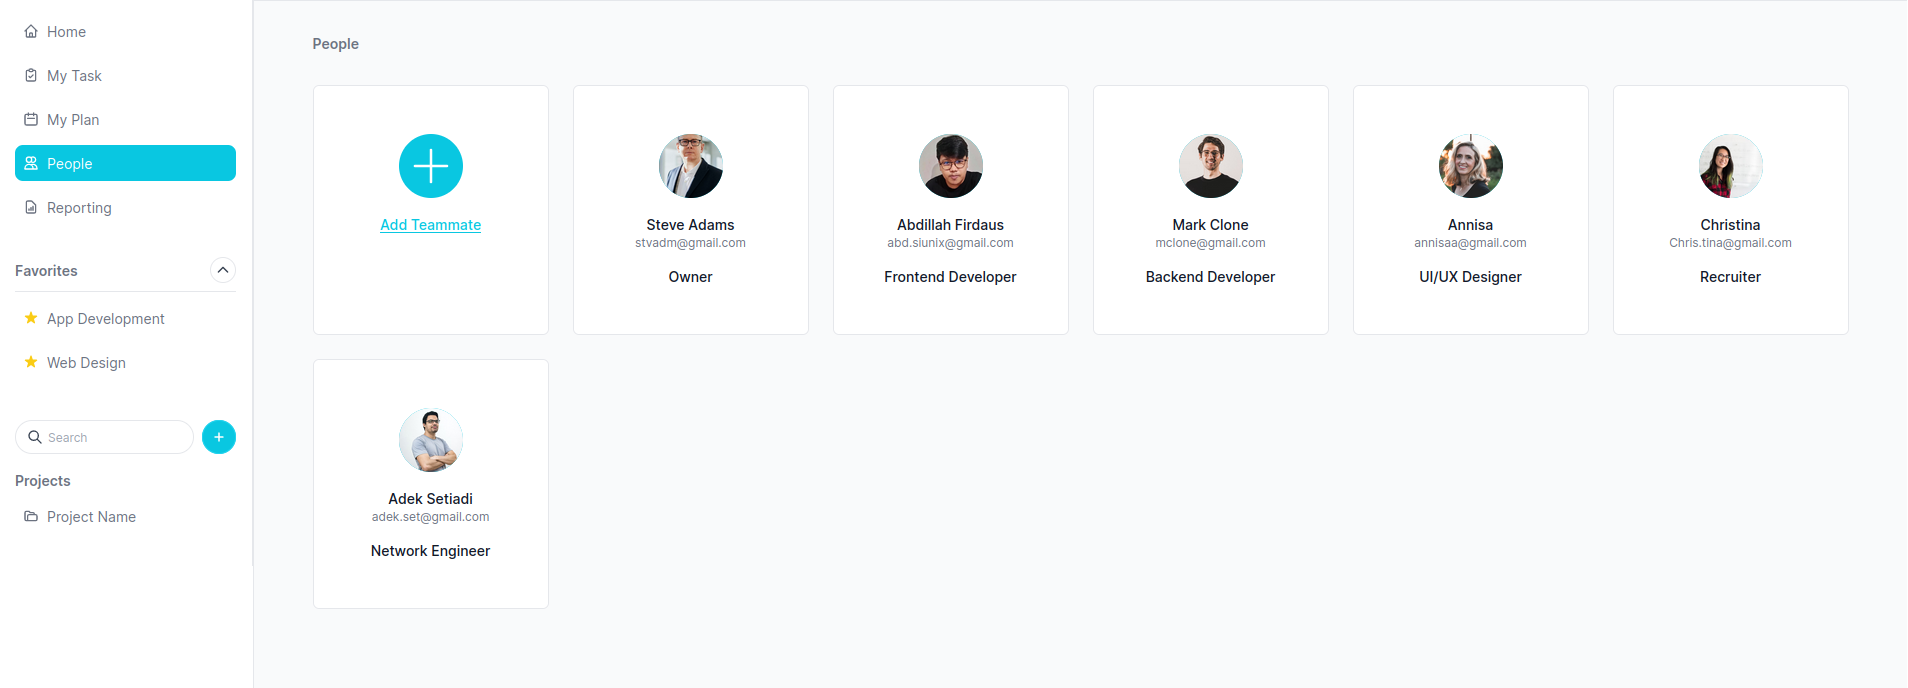 Home
My Task
My Plan
People
Reporting
Favorites
App Development
Web Design
Search
Projects
Project Name
People
Add Teammate
Steve Adams
stvadm@gmail.com
Owner
Abdillah Firdaus
abd.siunix@gmail.com
Frontend Developer
Mark Clone
mclone@gmail.com
Backend Developer
Annisa
annisaa@gmail.com
UI/UX Designer
Christina
Chris.tina@gmail.com
Recruiter
Adek Setiadi
adek.set@gmail.com
Network Engineer